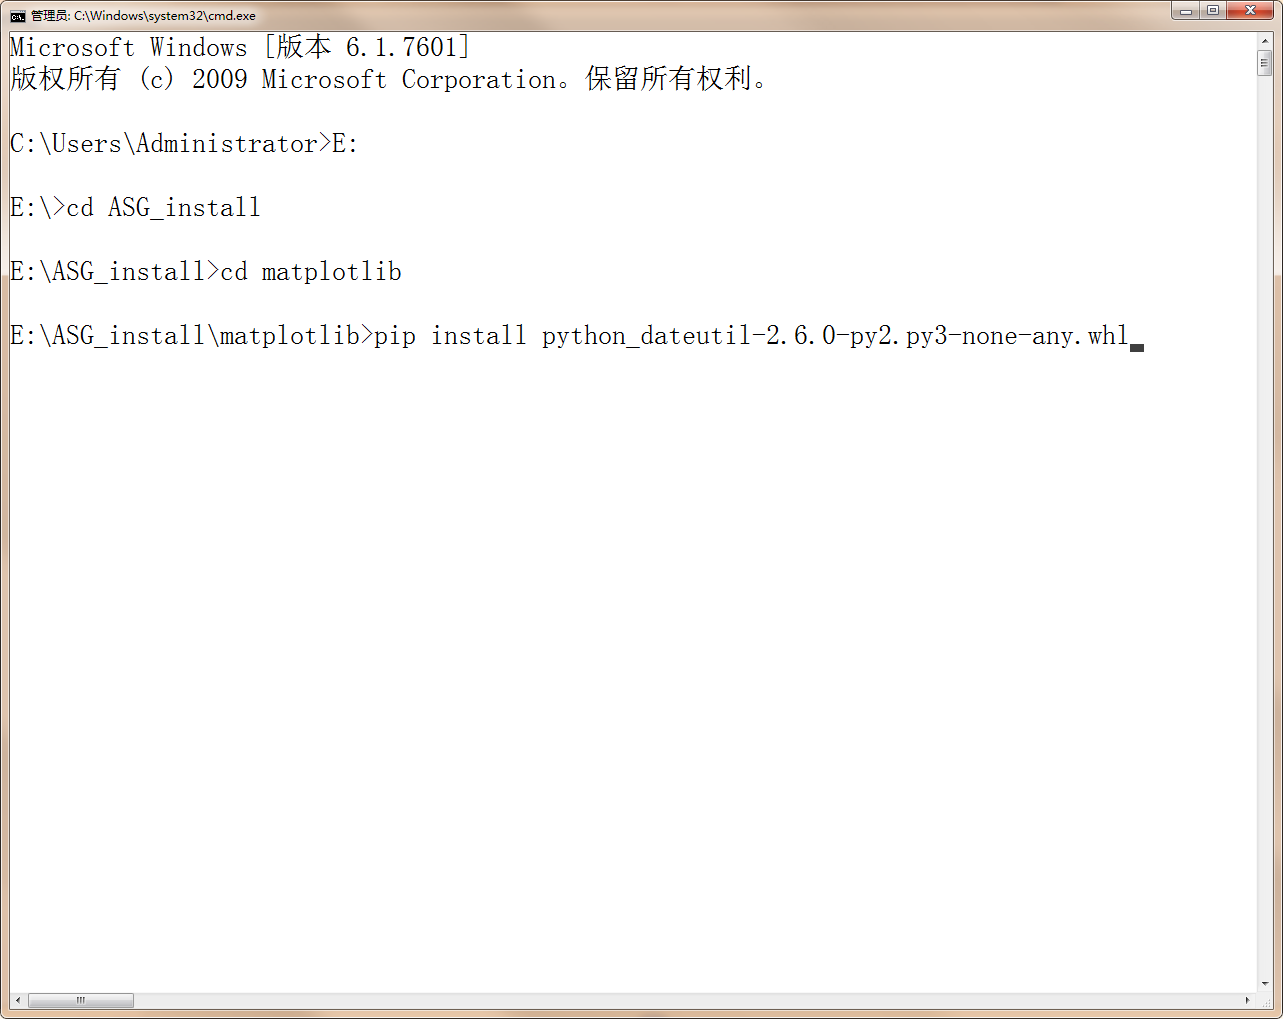 管理员: C:\Windows\system32\cmd.exe
Microsoft Windows [版本 6.1.7601]
版权所有 (c) 2009 Microsoft Corporation。保留所有权利。
C:\Users\Administrator>E:
E:\>cd ASG_install
E:\ASG_install>cd matplotlib
E:\ASG_install\matplotlib>pip install python_dateutil-2.6.0-py2.py3-none-any.whl